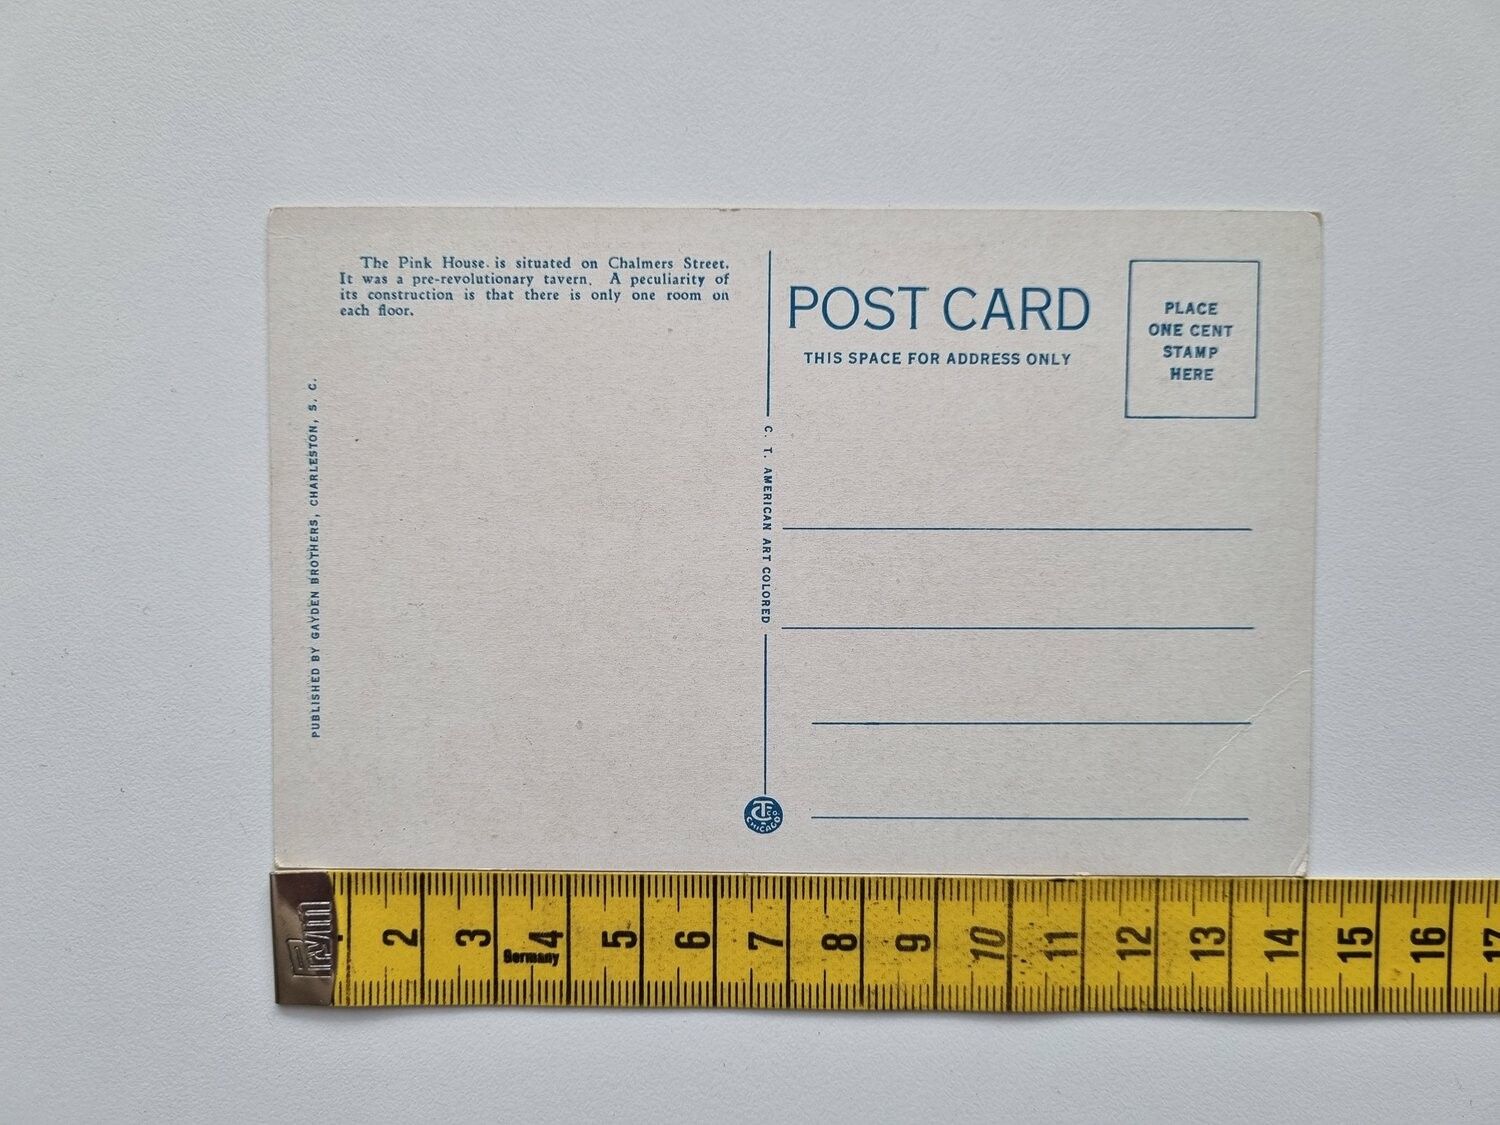 The Pink House is situated on Chalmers Street.
It was a pre-revolutionary tavern. A peculiarity of
its construction is that there is only one room on
each floor.
PUBLISHED BY GAYDEN BROTHERS, CHARLESTON, S. C.
C. T. AMERICAN ART COLORED
CT CO
CHICAGO
POST CARD
THIS SPACE FOR ADDRESS ONLY
PLACE
ONE CENT
STAMP
HERE
Prym
2 3 4 5 6 7 8 9 10 11 12 13 14 15 16 17
Germany